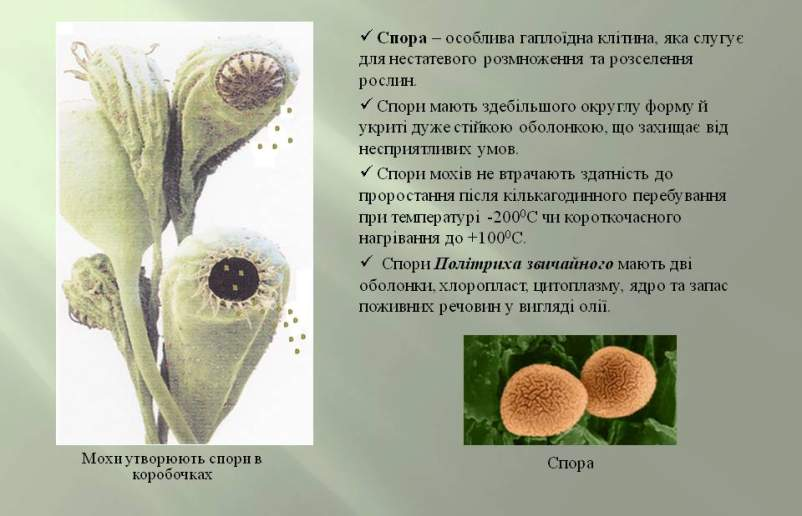 ✓ Спора – особлива гаплоїдна клітина, яка слугує
для нестатевого розмноження та розселення
рослин.
✓ Спори мають здебільшого округлу форму й
укриті дуже стійкою оболонкою, що захищає від
несприятливих умов.
✓ Спори мохів не втрачають здатність до
проростання після кількагодинного перебування
при температурі -200⁰С чи короткочасного
нагрівання до +100⁰С.
✓ Спори Політриха звичайного мають дві
оболонки, хлоропласт, цитоплазму, ядро та запас
поживних речовин у вигляді олії.
Мохи утворюють спори в
коробочках
Спора